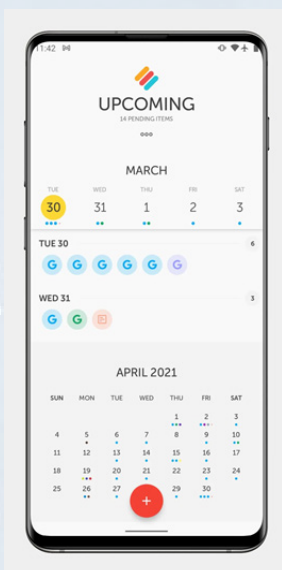 11:42
UPCOMING
14 PENDING ITEMS
MARCH
TUE WED THU FRI SAT
30 31 1 2 3
TUE 30 6
G G G G G G
WED 31 3
G G
APRIL 2021
SUN MON TUE WED THU FRI SAT
1 2 3
4 5 6 7 8 9 10
11 12 13 14 15 16 17
18 19 20 21 22 23 24
25 26 27 29 30
+